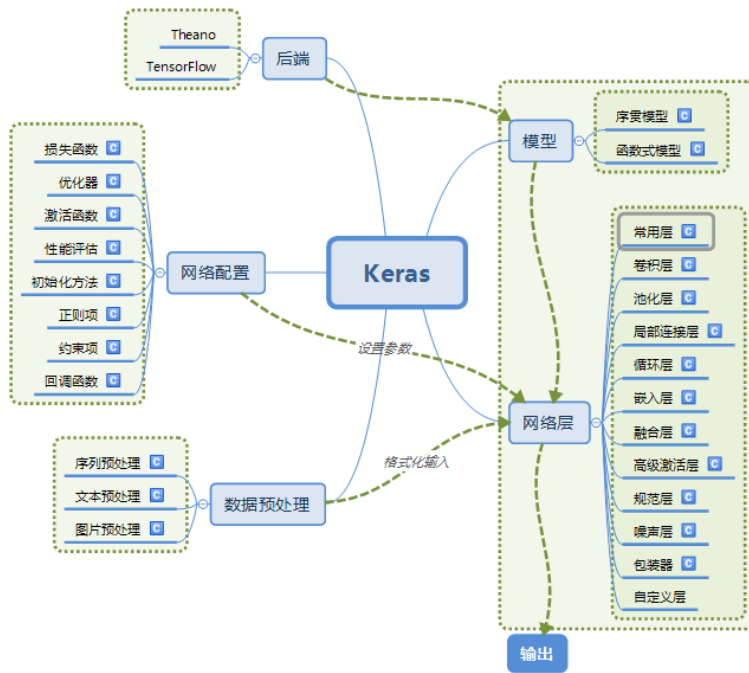 Theano
TensorFlow
后端
模型
序贯模型 C
函数式模型 C
损失函数 C
优化器 C
激活函数 C
性能评估 C
初始化方法 C
正则项 C
约束项 C
回调函数 C
网络配置
Keras
设置参数
网络层
常用层 C
卷积层 C
池化层 C
局部连接层 C
循环层 C
嵌入层 C
融合层 C
高级激活层 C
规范层 C
噪声层 C
包装器 C
自定义层
格式化输入
序列预处理 C
文本预处理 C
图片预处理 C
数据预处理
输出